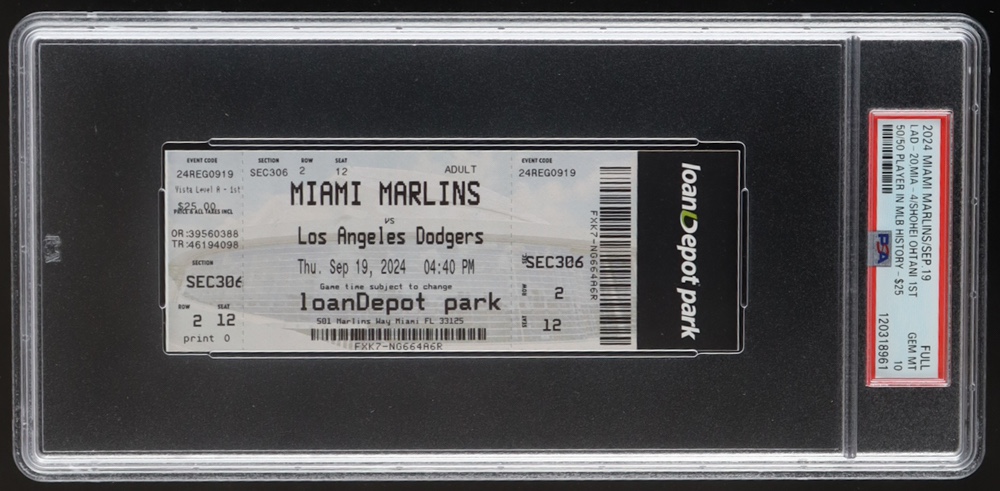 EVENT CODE
24REG0919
Vista Level A - 1st
$25.00
PRICE & ALL TAXES INCL
OR:39560388
TR:46194098
SECTION
SEC306
ROW SEAT
2 12
print 0
SECTION ROW SEAT
SEC306 2 12
ADULT
MIAMI MARLINS
vs
Los Angeles Dodgers
Thu. Sep 19, 2024 04:40 PM
Game time subject to change
loanDepot park
501 Marlins Way Miami FL 33125
FXK7-NG664A6R
EVENT CODE
24REG0919
SEC306
ROW 2
SEAT 12
FXK7-NG664A6R
loanDepot park
2024 MIAMI MARLINS/SEP 19
LAD - 20,MIA - 4/SHOHEI OHTANI 1ST
50/50 PLAYER IN MLB HISTORY - $25
PSA
FULL
GEM MT
10
120318961